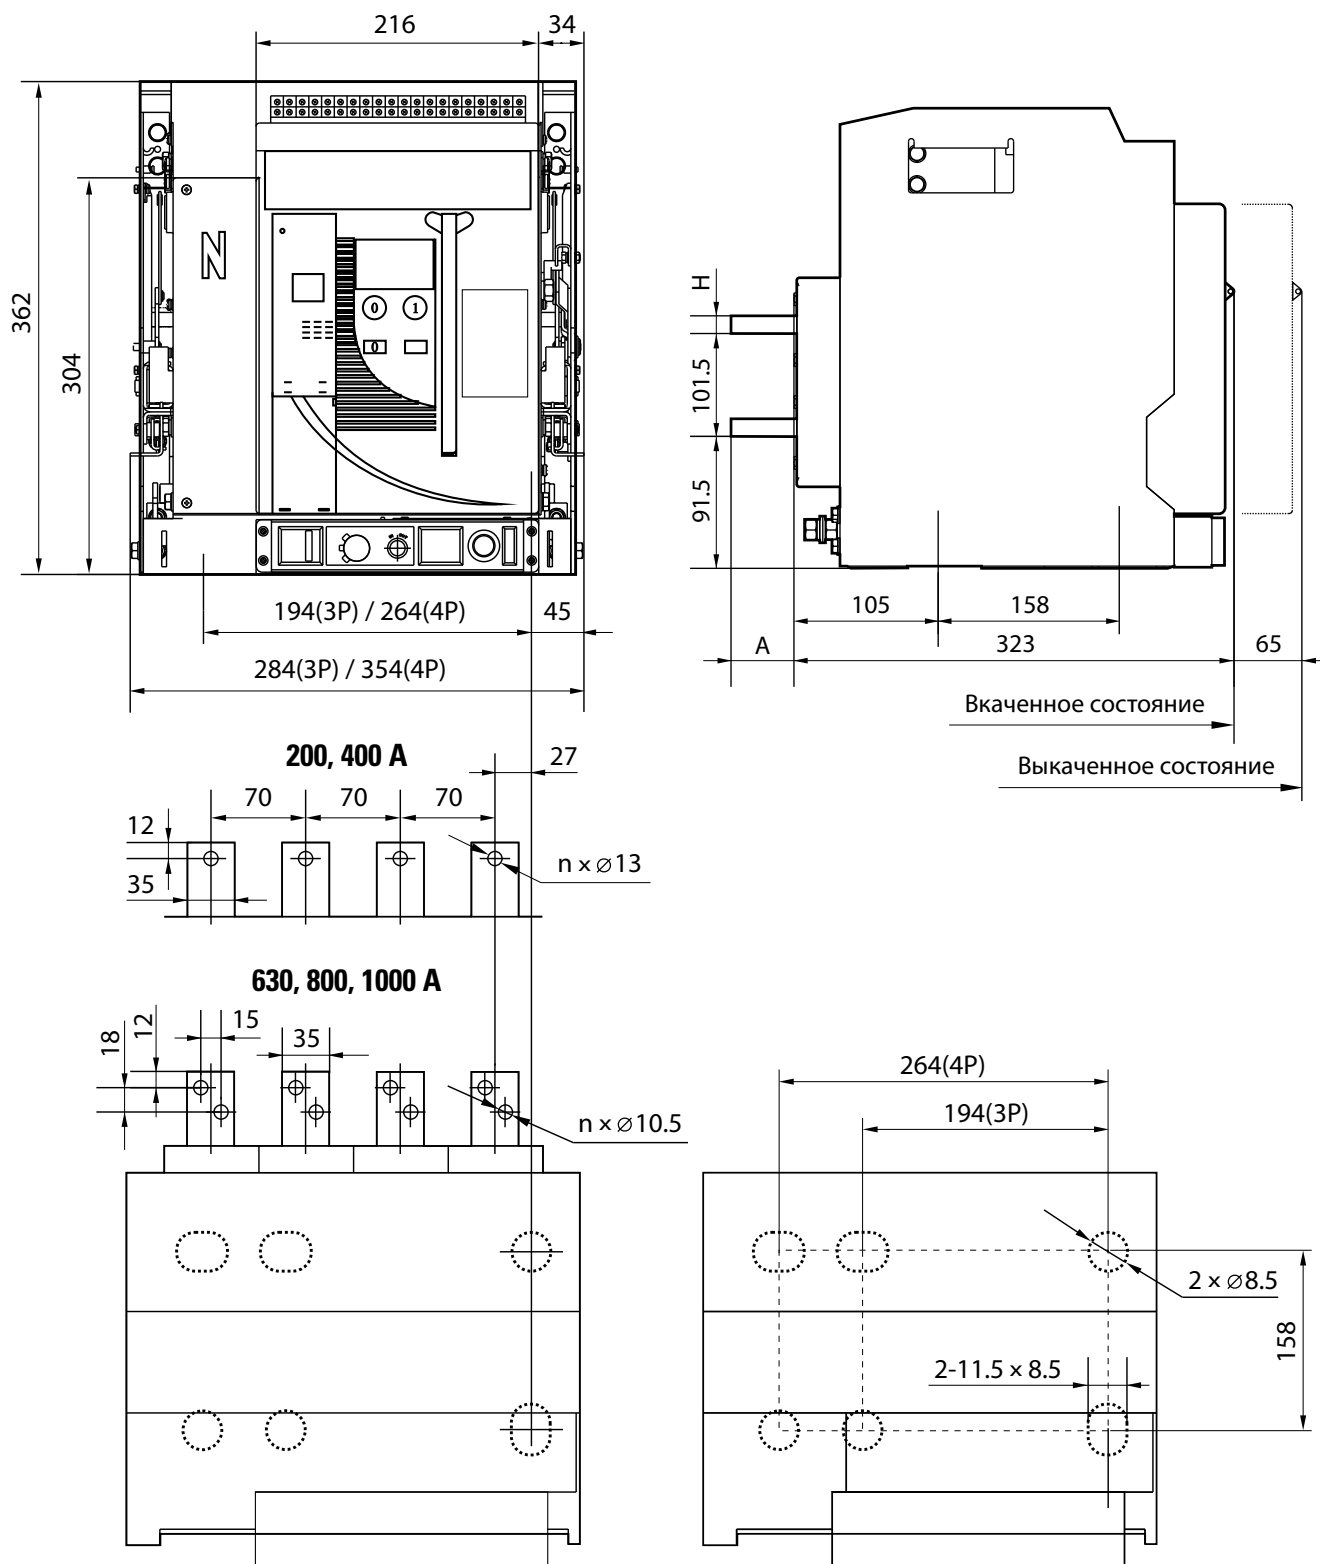 216
34
362
304
N
0
1
0
194(3P) / 264(4P)
45
284(3P) / 354(4P)
H
101.5
91.5
105
158
A
323
65
Вкаченное состояние
Выкаченное состояние
200, 400 A
27
70
70
70
12
35
n × ⌀13
630, 800, 1000 A
18
12
15
35
n × ⌀10.5
264(4P)
194(3P)
2 × ⌀8.5
158
2-11.5 × 8.5